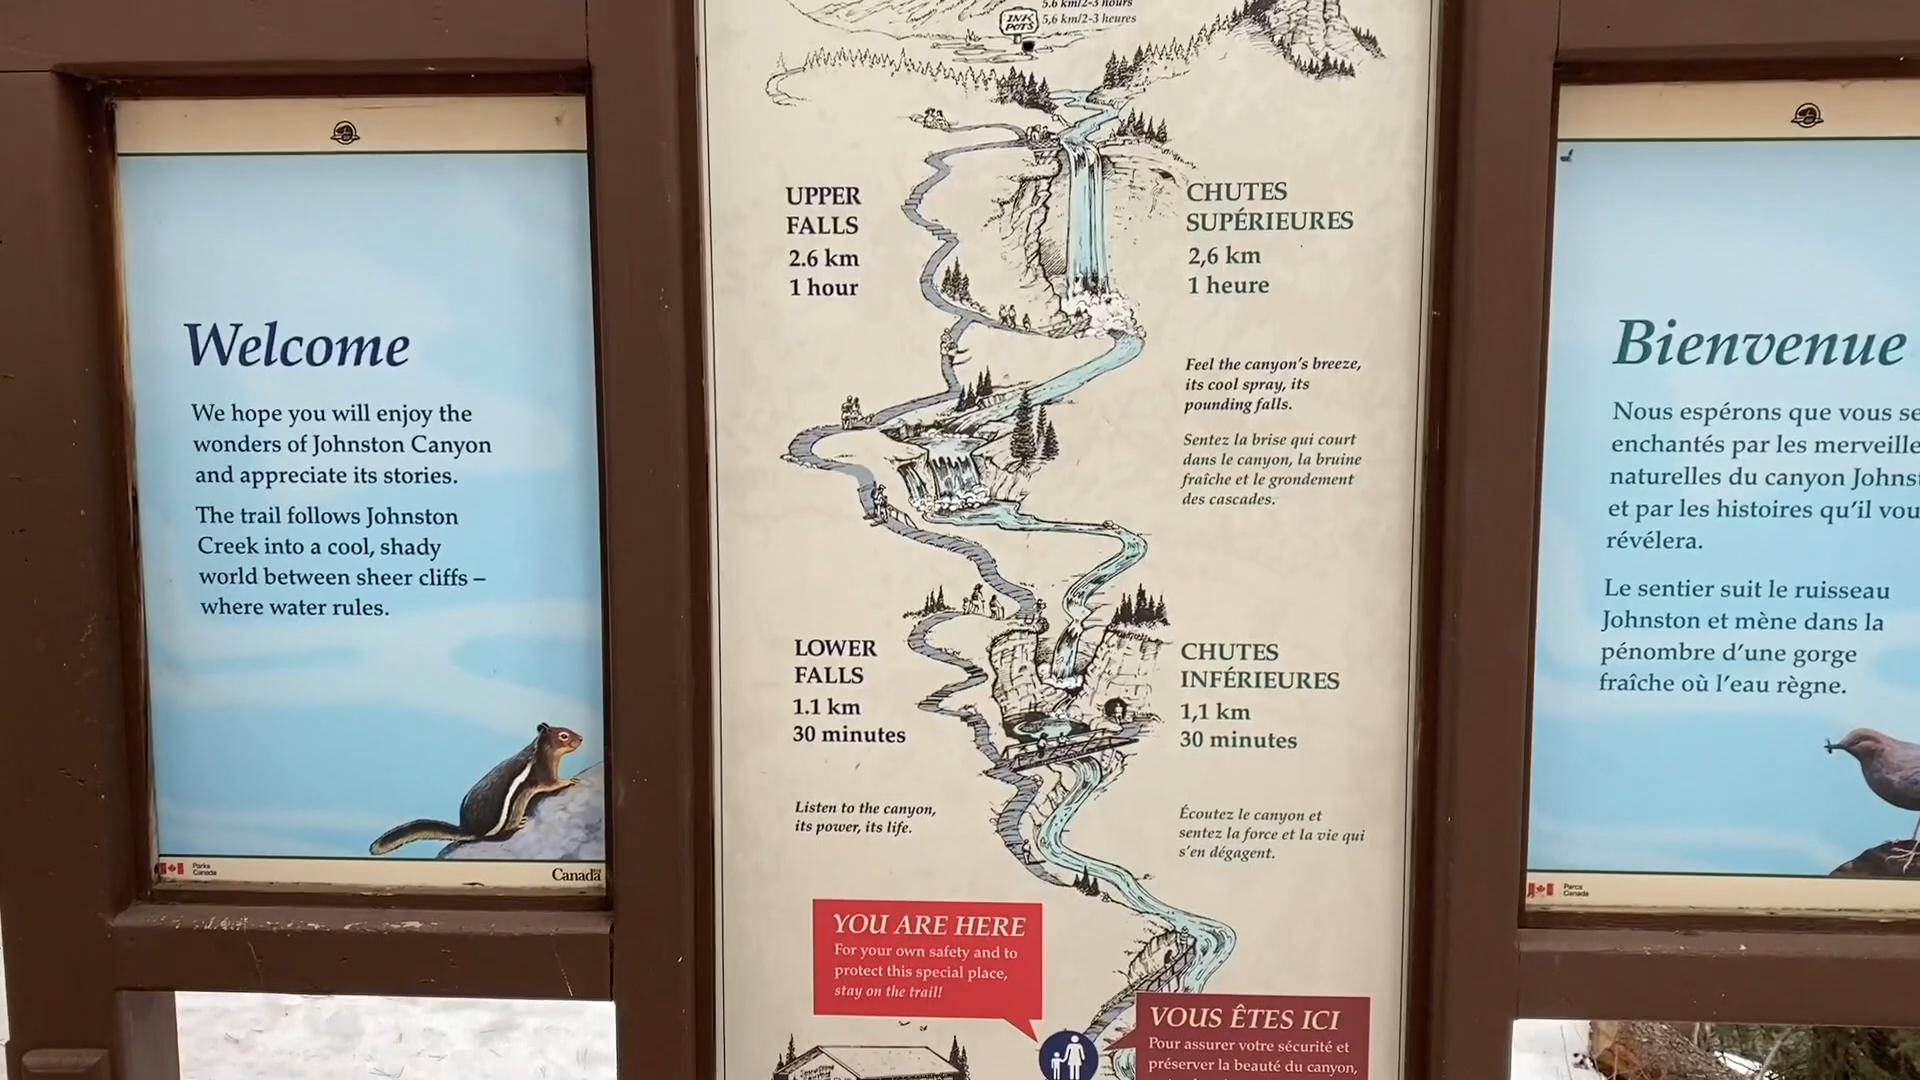 Welcome
We hope you will enjoy the
wonders of Johnston Canyon
and appreciate its stories.
The trail follows Johnston
Creek into a cool, shady
world between sheer cliffs –
where water rules.
Parks
Canada
Canada
5.6 km/2-3 hours
INK
POTS
5,6 km/2-3 heures
UPPER
FALLS
2.6 km
1 hour
CHUTES
SUPÉRIEURES
2,6 km
1 heure
Feel the canyon's breeze,
its cool spray, its
pounding falls.
Sentez la brise qui court
dans le canyon, la bruine
fraîche et le grondement
des cascades.
LOWER
FALLS
1.1 km
30 minutes
CHUTES
INFÉRIEURES
1,1 km
30 minutes
Listen to the canyon,
its power, its life.
Écoutez le canyon et
sentez la force et la vie qui
s'en dégagent.
YOU ARE HERE
For your own safety and to
protect this special place,
stay on the trail!
VOUS ÊTES ICI
Pour assurer votre sécurité et
préserver la beauté du canyon,
Bienvenue
Nous espérons que vous se
enchantés par les merveille
naturelles du canyon Johns
et par les histoires qu'il vou
révélera.
Le sentier suit le ruisseau
Johnston et mène dans la
pénombre d'une gorge
fraîche où l'eau règne.
Parcs
Canada